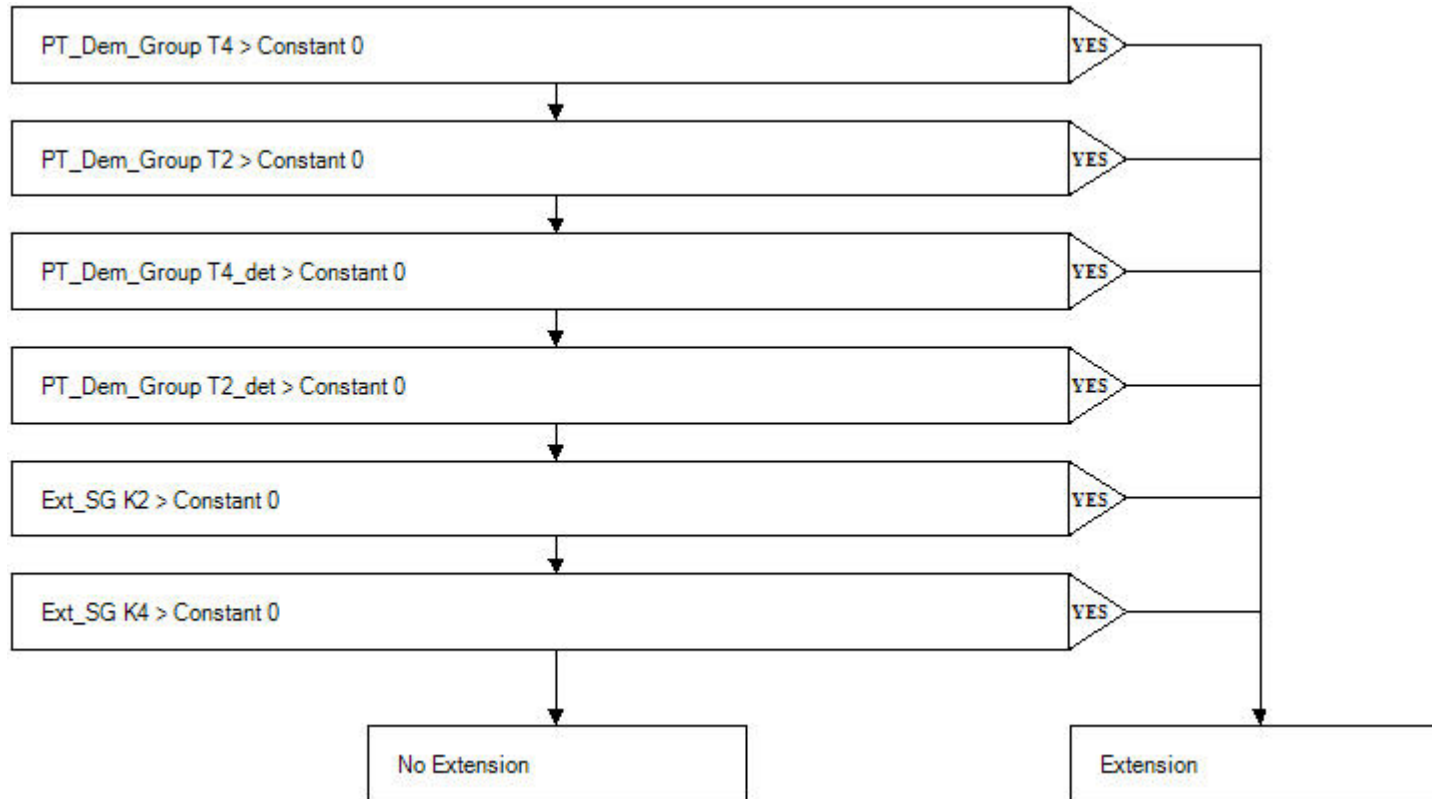 PT_Dem_Group T4 > Constant 0
YES
PT_Dem_Group T2 > Constant 0
YES
PT_Dem_Group T4_det > Constant 0
YES
PT_Dem_Group T2_det > Constant 0
YES
Ext_SG K2 > Constant 0
YES
Ext_SG K4 > Constant 0
YES
No Extension
Extension